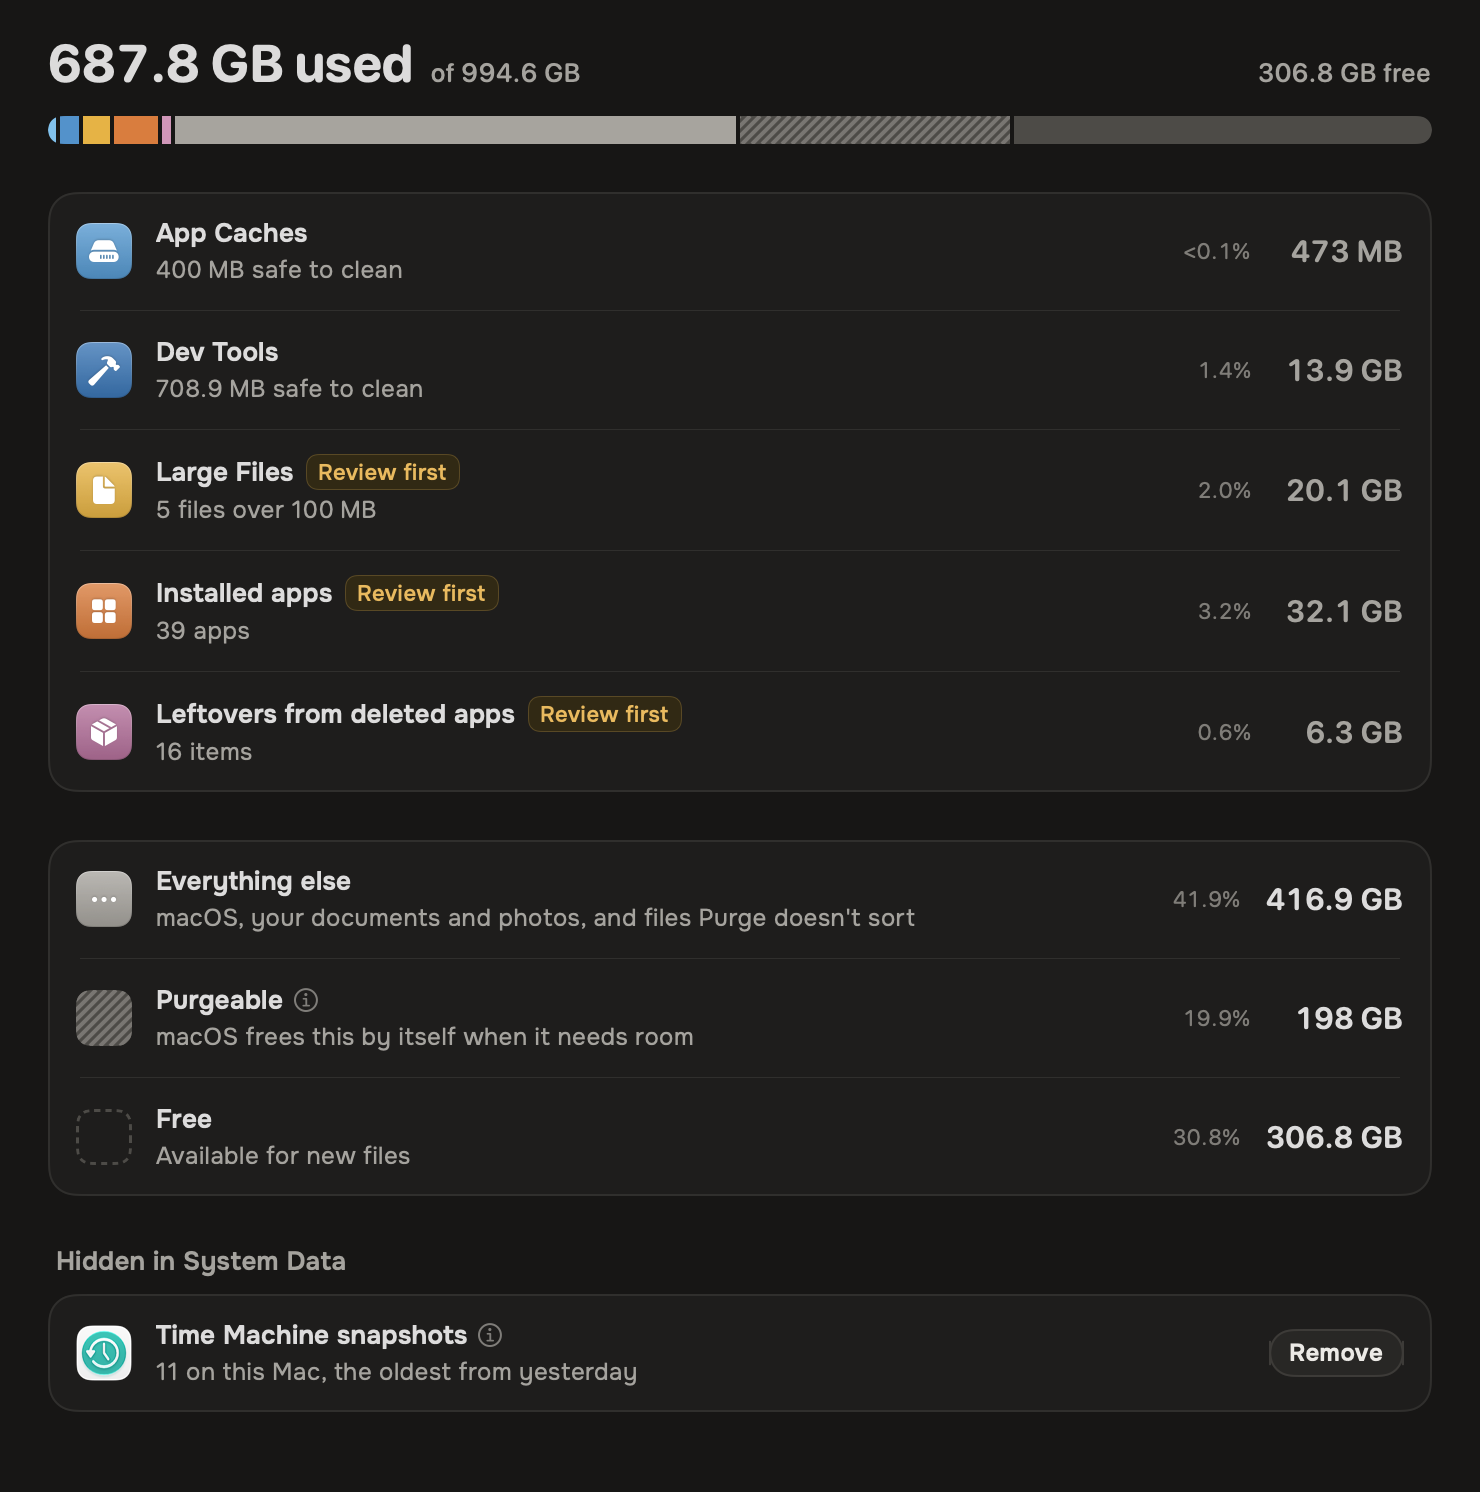 687.8 GB used of 994.6 GB 306.8 GB free
App Caches
400 MB safe to clean
<0.1% 473 MB
Dev Tools
708.9 MB safe to clean
1.4% 13.9 GB
Large Files Review first
5 files over 100 MB
2.0% 20.1 GB
Installed apps Review first
39 apps
3.2% 32.1 GB
Leftovers from deleted apps Review first
16 items
0.6% 6.3 GB
Everything else
macOS, your documents and photos, and files Purge doesn't sort
41.9% 416.9 GB
Purgeable
macOS frees this by itself when it needs room
19.9% 198 GB
Free
Available for new files
30.8% 306.8 GB
Hidden in System Data
Time Machine snapshots
11 on this Mac, the oldest from yesterday
Remove